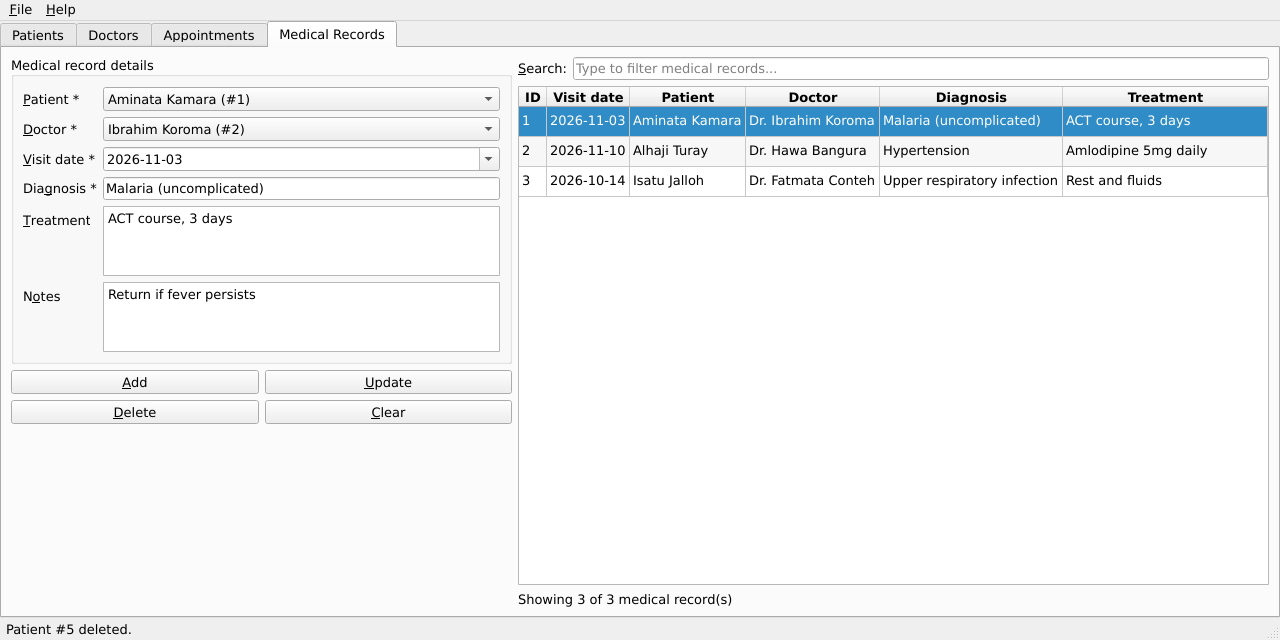 File Help
Patients Doctors Appointments Medical Records
Medical record details
Patient * Aminata Kamara (#1)
Doctor * Ibrahim Koroma (#2)
Visit date * 2026-11-03
Diagnosis * Malaria (uncomplicated)
Treatment ACT course, 3 days
Notes Return if fever persists
Add Update
Delete Clear
Search: Type to filter medical records...
ID Visit date Patient Doctor Diagnosis Treatment
1 2026-11-03 Aminata Kamara Dr. Ibrahim Koroma Malaria (uncomplicated) ACT course, 3 days
2 2026-11-10 Alhaji Turay Dr. Hawa Bangura Hypertension Amlodipine 5mg daily
3 2026-10-14 Isatu Jalloh Dr. Fatmata Conteh Upper respiratory infection Rest and fluids
Showing 3 of 3 medical record(s)
Patient #5 deleted.